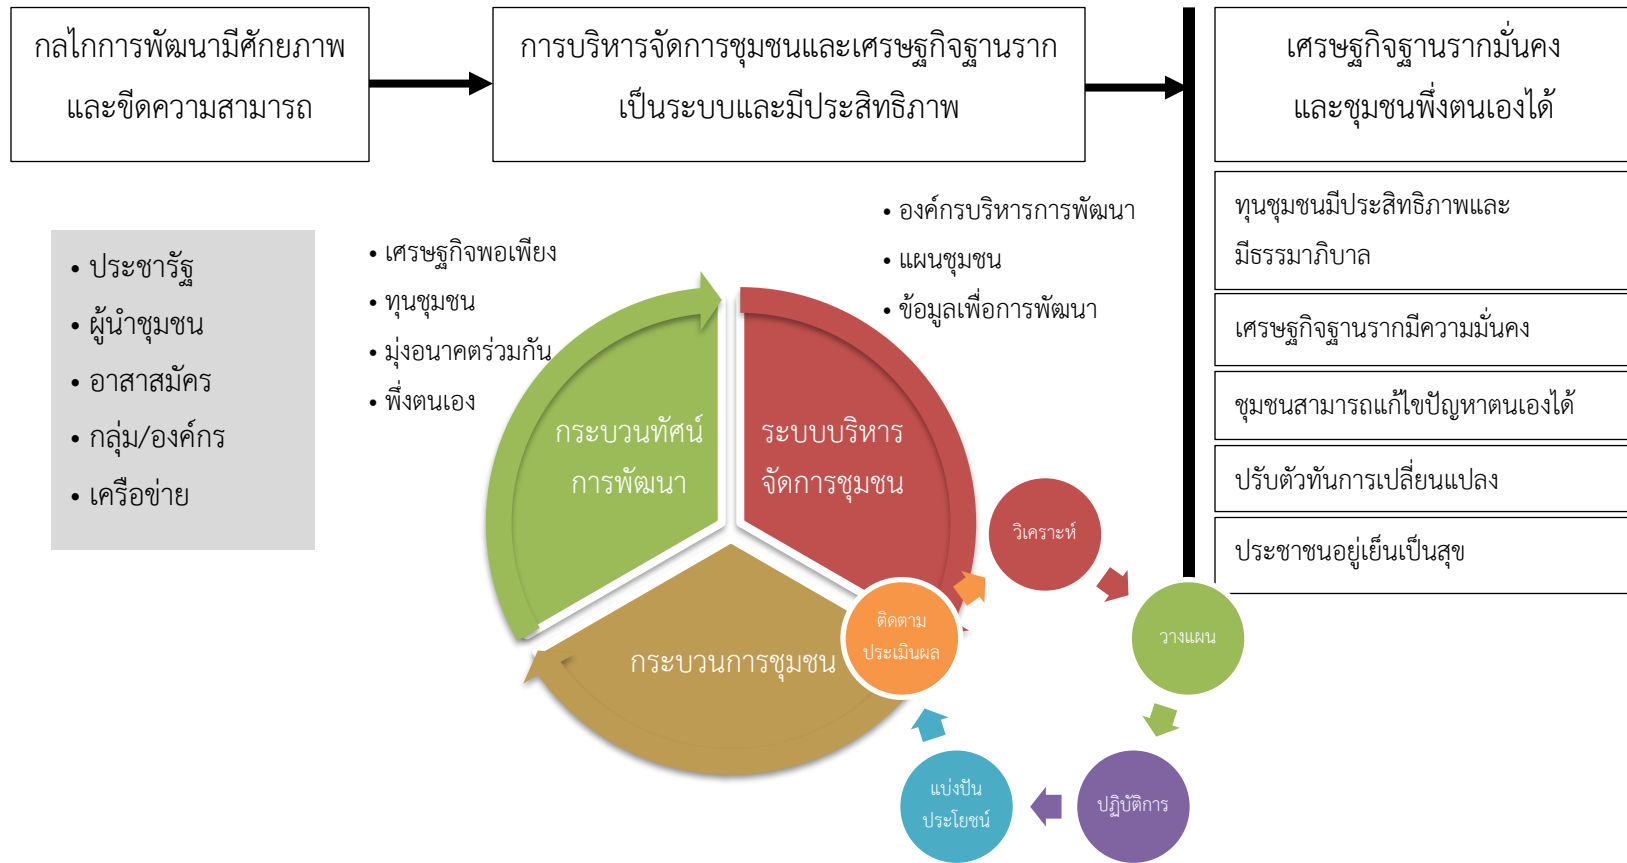 กลไกการพัฒนามีศักยภาพ
และขีดความสามารถ
การบริหารจัดการชุมชนและเศรษฐกิจฐานราก
เป็นระบบและมีประสิทธิภาพ
เศรษฐกิจฐานรากมั่นคง
และชุมชนพึ่งตนเองได้
• ประชารัฐ
• ผู้นำชุมชน
• อาสาสมัคร
• กลุ่ม/องค์กร
• เครือข่าย
• เศรษฐกิจพอเพียง
• ทุนชุมชน
• มุ่งอนาคตร่วมกัน
• พึ่งตนเอง
• องค์กรบริหารการพัฒนา
• แผนชุมชน
• ข้อมูลเพื่อการพัฒนา
กระบวนทัศน์
การพัฒนา
ระบบบริหาร
จัดการชุมชน
กระบวนการชุมชน
วิเคราะห์
วางแผน
ปฏิบัติการ
แบ่งปัน
ประโยชน์
ติดตาม
ประเมินผล
ทุนชุมชนมีประสิทธิภาพและ
มีธรรมาภิบาล
เศรษฐกิจฐานรากมีความมั่นคง
ชุมชนสามารถแก้ไขปัญหาตนเองได้
ปรับตัวทันการเปลี่ยนแปลง
ประชาชนอยู่เย็นเป็นสุข